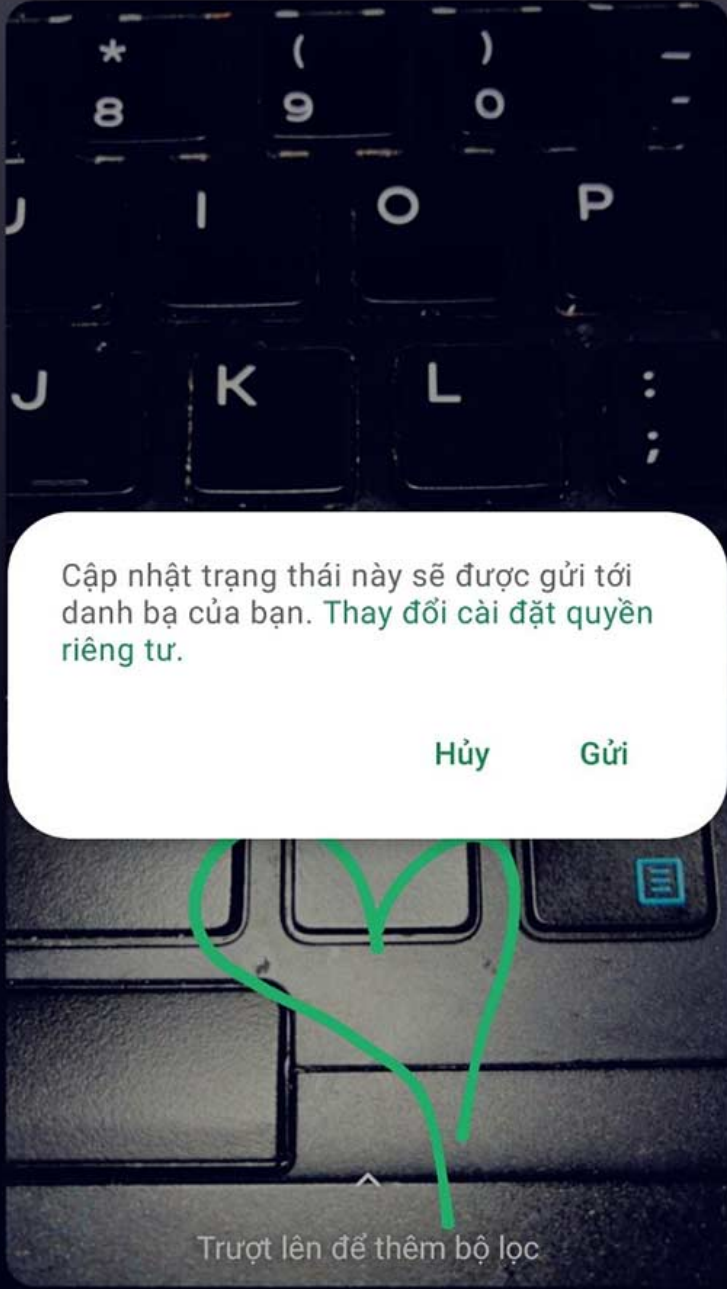 * ( ) _
8 9 0 -
U I O P
J K L :
;
Cập nhật trạng thái này sẽ được gửi tới
danh bạ của bạn. Thay đổi cài đặt quyền
riêng tư.
Hủy Gửi
Trượt lên để thêm bộ lọc